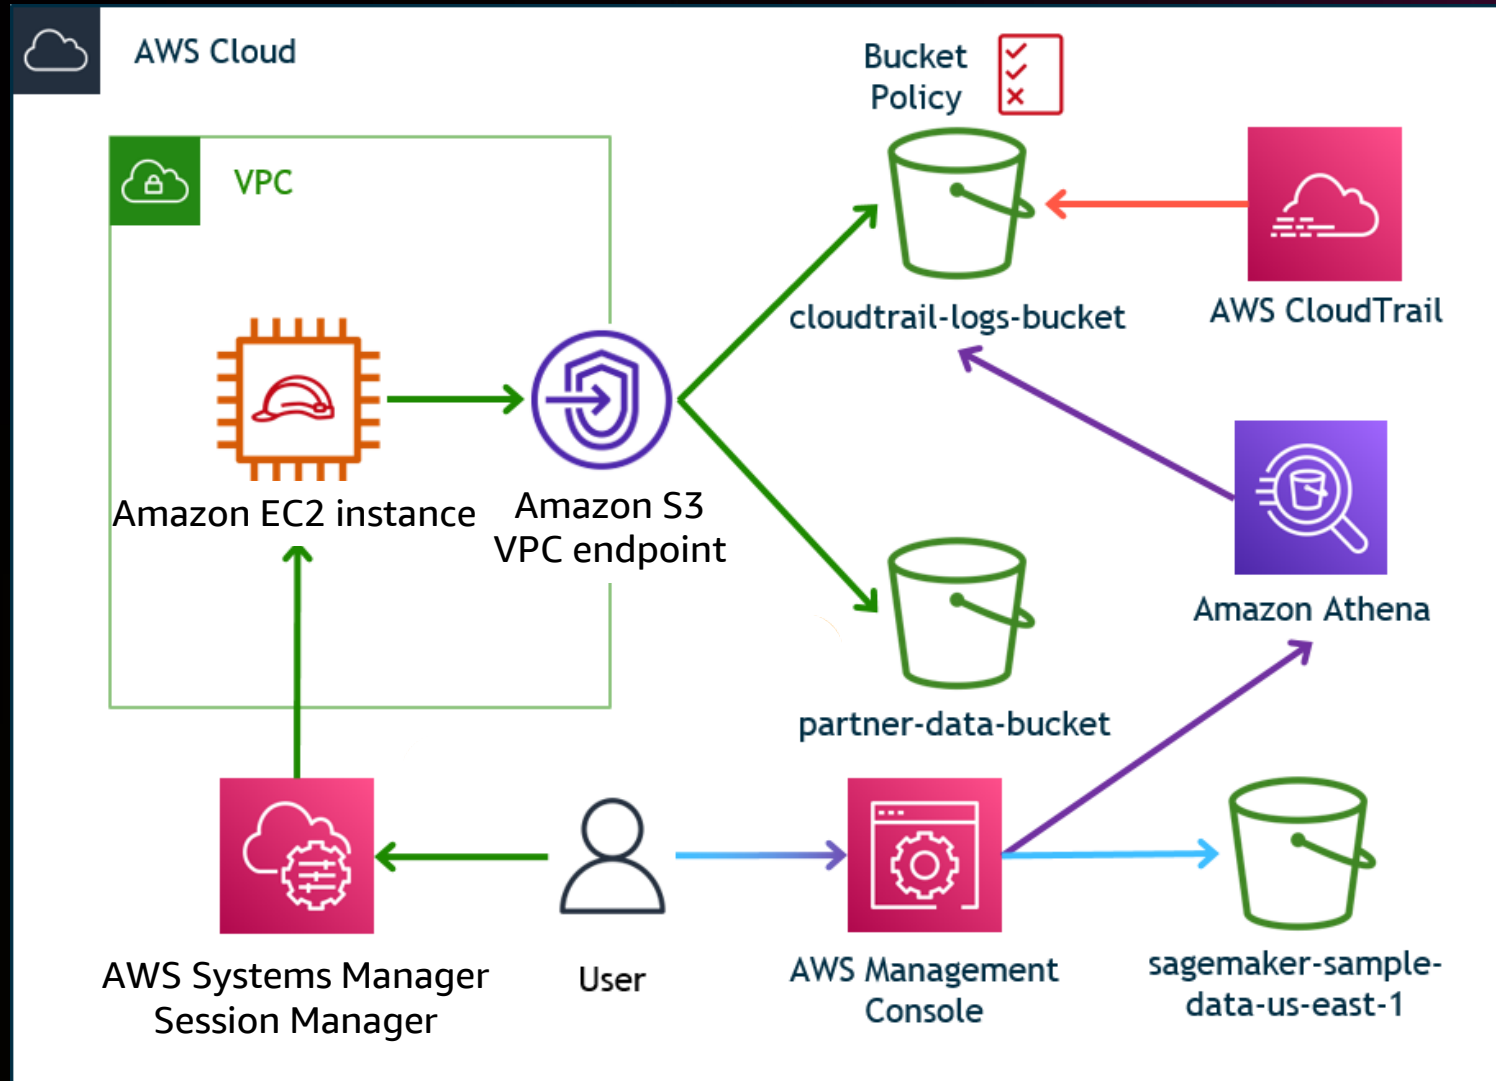 AWS Cloud
Bucket
Policy
VPC
cloudtrail-logs-bucket
AWS CloudTrail
Amazon EC2 instance
Amazon S3
VPC endpoint
Amazon Athena
partner-data-bucket
AWS Systems Manager
Session Manager
User
AWS Management
Console
sagemaker-sample-
data-us-east-1